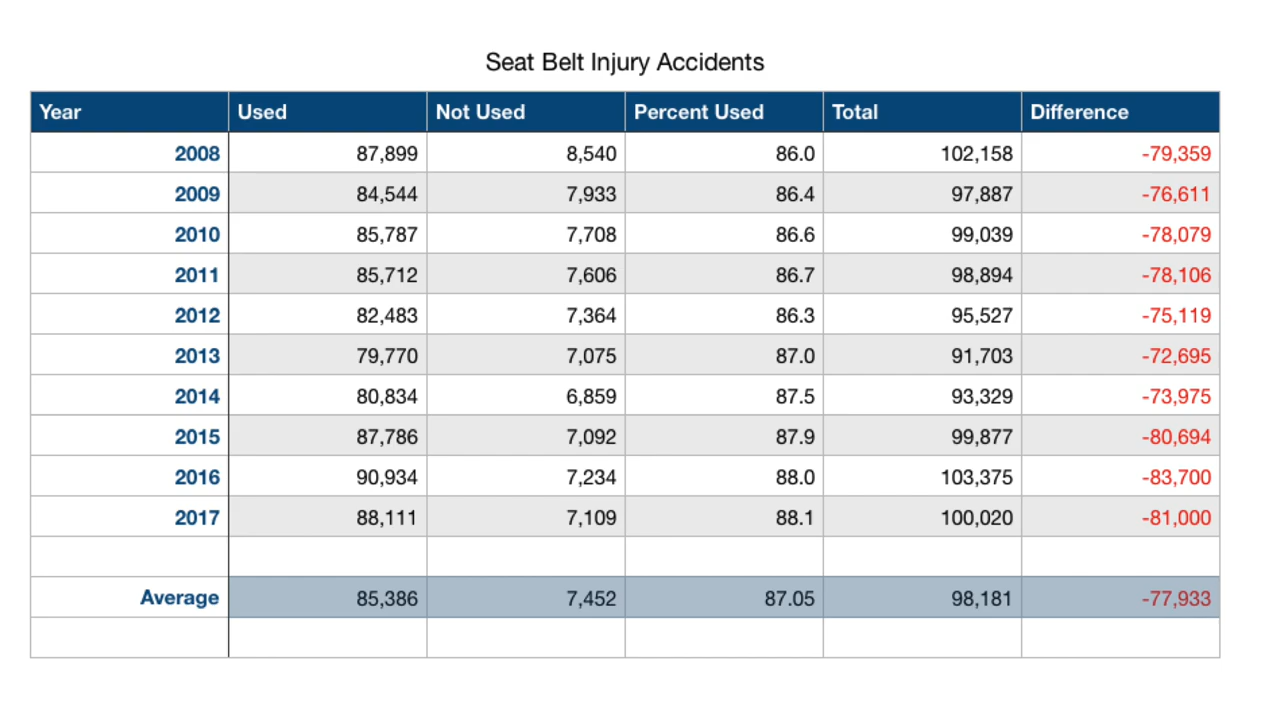 Seat Belt Injury Accidents
Year Used Not Used Percent Used Total Difference
2008 87,899 8,540 86.0 102,158 -79,359
2009 84,544 7,933 86.4 97,887 -76,611
2010 85,787 7,708 86.6 99,039 -78,079
2011 85,712 7,606 86.7 98,894 -78,106
2012 82,483 7,364 86.3 95,527 -75,119
2013 79,770 7,075 87.0 91,703 -72,695
2014 80,834 6,859 87.5 93,329 -73,975
2015 87,786 7,092 87.9 99,877 -80,694
2016 90,934 7,234 88.0 103,375 -83,700
2017 88,111 7,109 88.1 100,020 -81,000
Average 85,386 7,452 87.05 98,181 -77,933